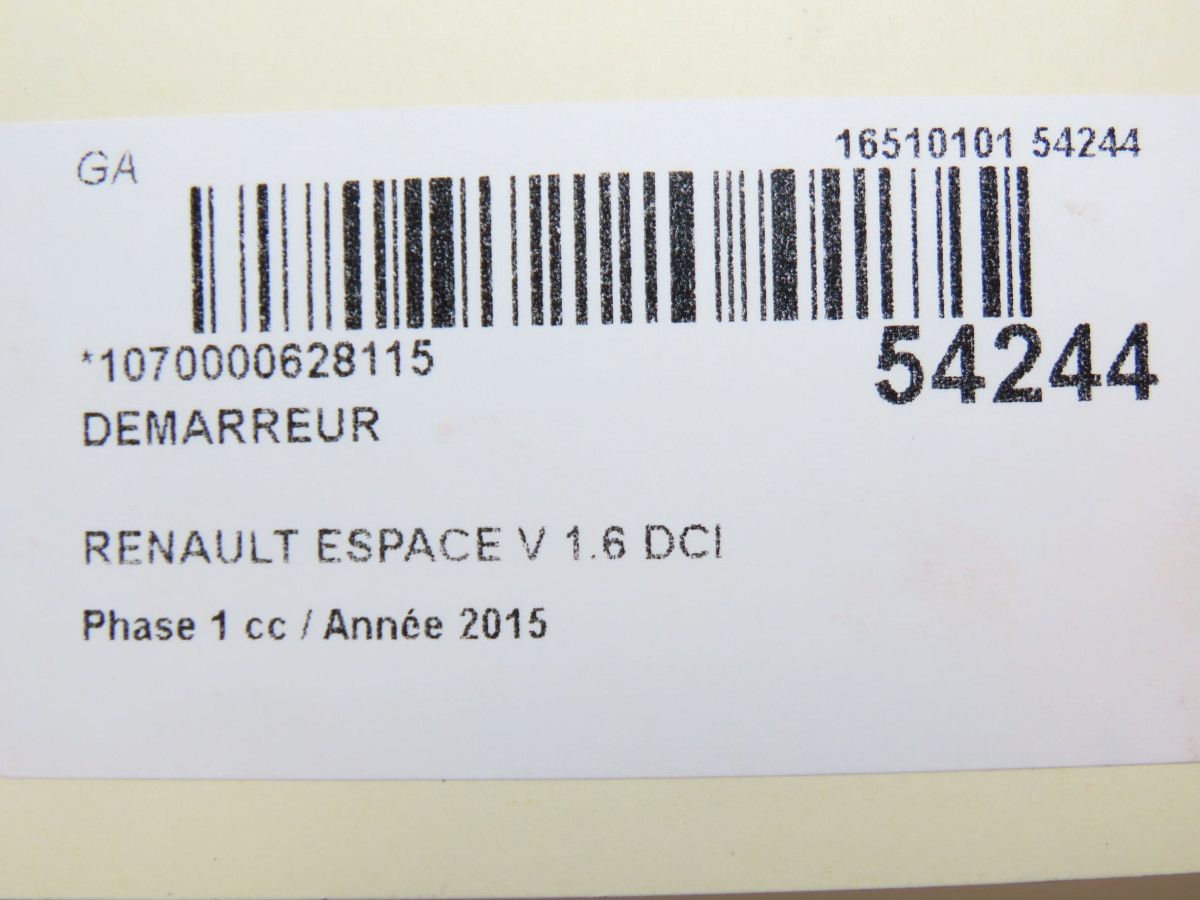 GA
16510101 54244
*1070000628115
54244
DEMARREUR
RENAULT ESPACE V 1.6 DCI
Phase 1 cc / Année 2015